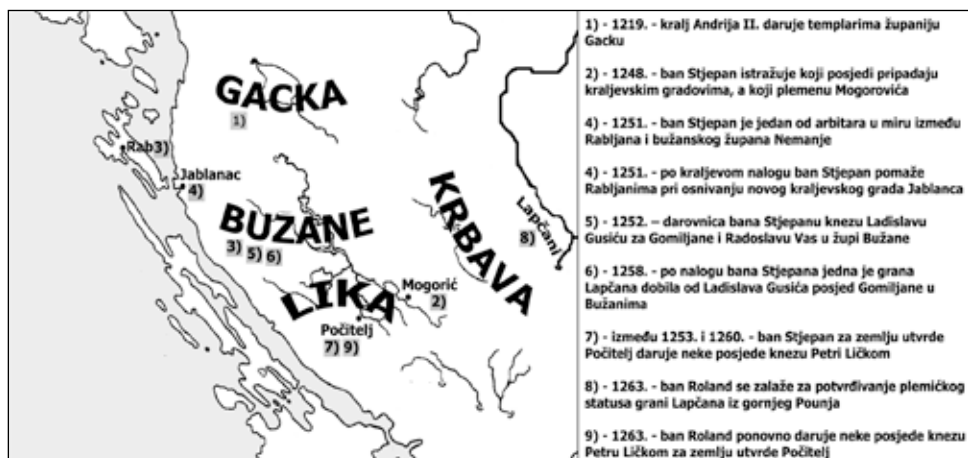 GACKA
1)
Rab3)
Jablanac
4)
BUZANE
3) 5) 6)
KRBAVA
Lapčani
8)
LIKA
Mogorić
2)
Počitelj
7) 9)
1) - 1219. - kralj Andrija II. daruje templarima županiju
Gacku
2) - 1248. - ban Stjepan istražuje koji posjedi pripadaju
kraljevskim gradovima, a koji plemenu Mogorovića
4) - 1251. - ban Stjepan je jedan od arbitara u miru između
Rabljana i bužanskog župana Nemanje
4) - 1251. - po kraljevom nalogu ban Stjepan pomaže
Rabljanima pri osnivanju novog kraljevskog grada Jablanca
5) - 1252. – darovnica bana Stjepanu knezu Ladislavu
Gusiću za Gomiljane i Radoslavu Vas u župi Bužane
6) - 1258. - po nalogu bana Stjepana jedna je grana
Lapčana dobila od Ladislava Gusića posjed Gomiljane u
Bužanima
7) - između 1253. i 1260. - ban Stjepan za zemlju utvrde
Počitelj daruje neke posjede knezu Petri Ličkom
8) - 1263. - ban Roland se zalaže za potvrđivanje plemićkog
statusa grani Lapčana iz gornjeg Pounja
9) - 1263. - ban Roland ponovno daruje neke posjede knezu
Petru Ličkom za zemlju utvrde Počitelj